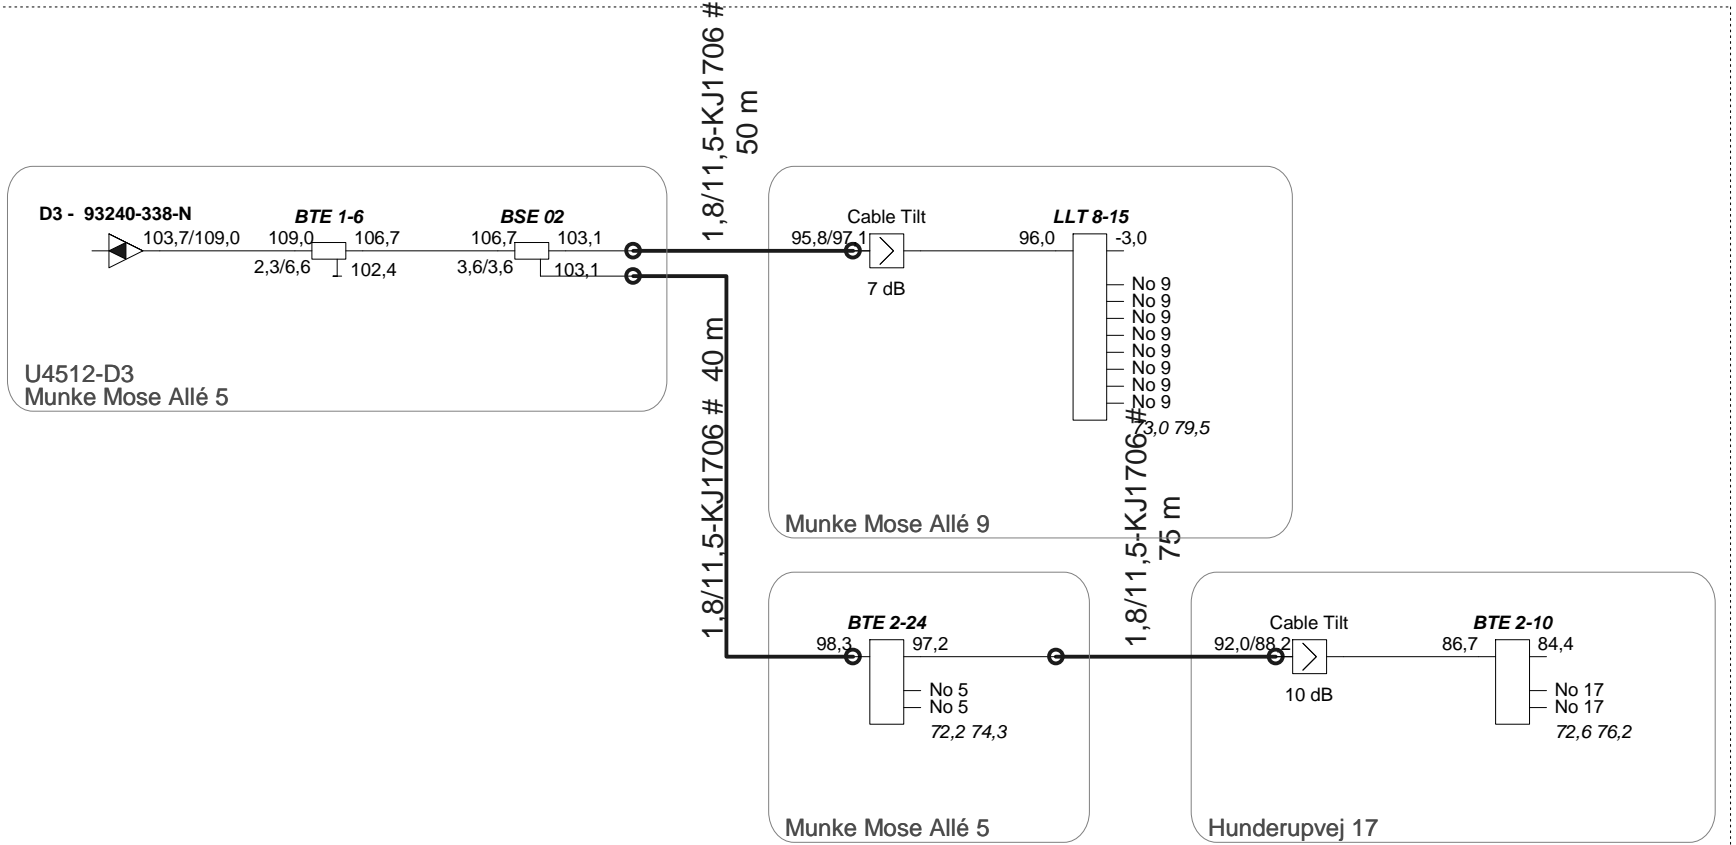 1,8/11,5-KJ1706 #
50 m
D3 - 93240-338-N
BTE 1-6
BSE 02
103,7/109,0
109,0
106,7
106,7
103,1
2,3/6,6
102,4
3,6/3,6
103,1
U4512-D3
Munke Mose Allé 5
Cable Tilt
LLT 8-15
95,8/97,1
96,0
-3,0
7 dB
No 9
No 9
No 9
No 9
No 9
No 9
No 9
No 9
73,0 79,5
Munke Mose Allé 9
1,8/11,5-KJ1706 # 40 m
1,8/11,5-KJ1706 #
75 m
BTE 2-24
98,3
97,2
No 5
No 5
72,2 74,3
Munke Mose Allé 5
Cable Tilt
BTE 2-10
92,0/88,2
86,7
84,4
10 dB
No 17
No 17
72,6 76,2
Hunderupvej 17